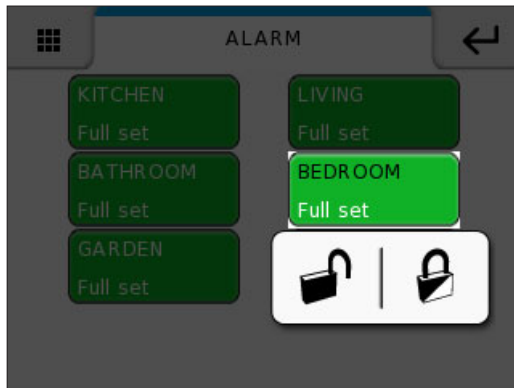 ALARM
KITCHEN
Full set
LIVING
Full set
BATHROOM
Full set
BEDROOM
Full set
GARDEN
Full set